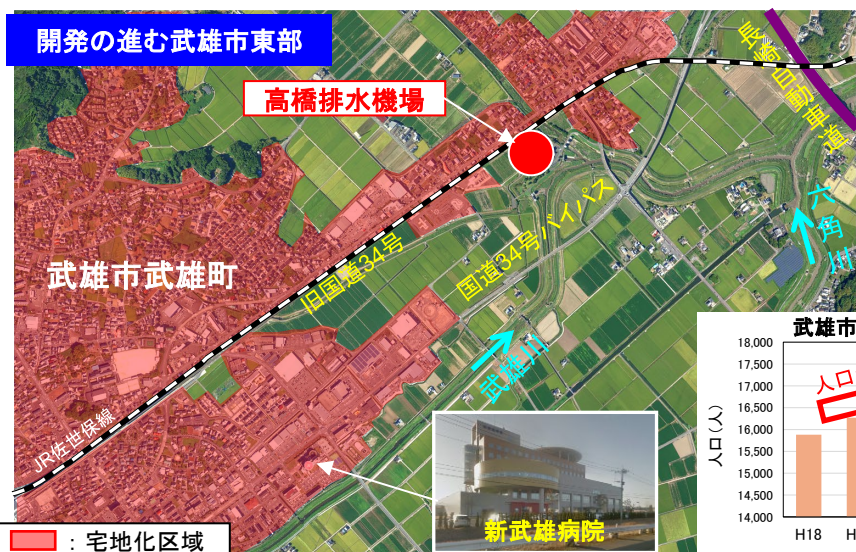 開発の進む武雄市東部
高橋排水機場
長崎自動車道
六角川
国道34号バイパス
旧国道34号
武雄市武雄町
武雄川
JR佐世保線
新武雄病院
：宅地化区域
武雄市
人口
人口(人)
18,000
17,500
17,000
16,500
16,000
15,500
15,000
14,500
14,000
H18
H